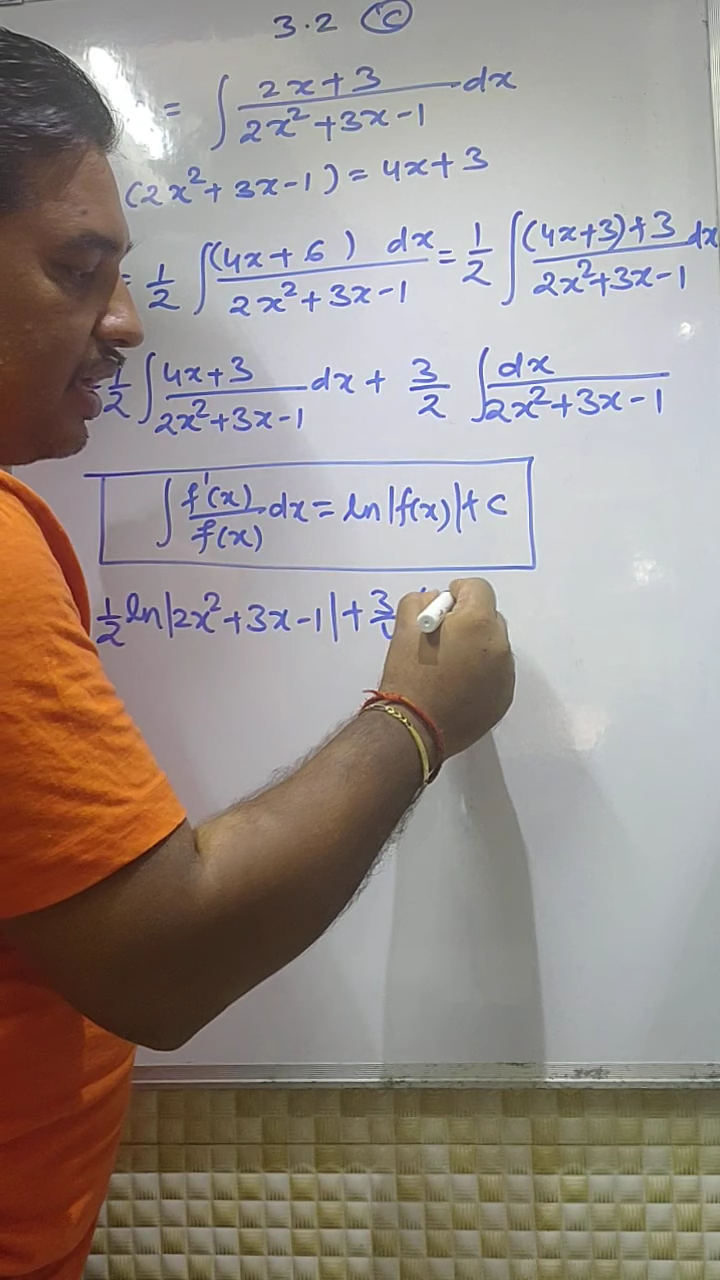 3.2 ©
= ∫ (2x+3)/(2x²+3x-1) dx
(2x²+3x-1) = 4x+3
= 1/2 ∫ ((4x+6) dx)/(2x²+3x-1) = 1/2 ∫ ((4x+3)+3)/(2x²+3x-1) dx
1/2 ∫ (4x+3)/(2x²+3x-1) dx + 3/2 ∫ dx/(2x²+3x-1)
∫ f'(x)/f(x) dx = ln|f(x)|+c
1/2 ln|2x²+3x-1| + 3/